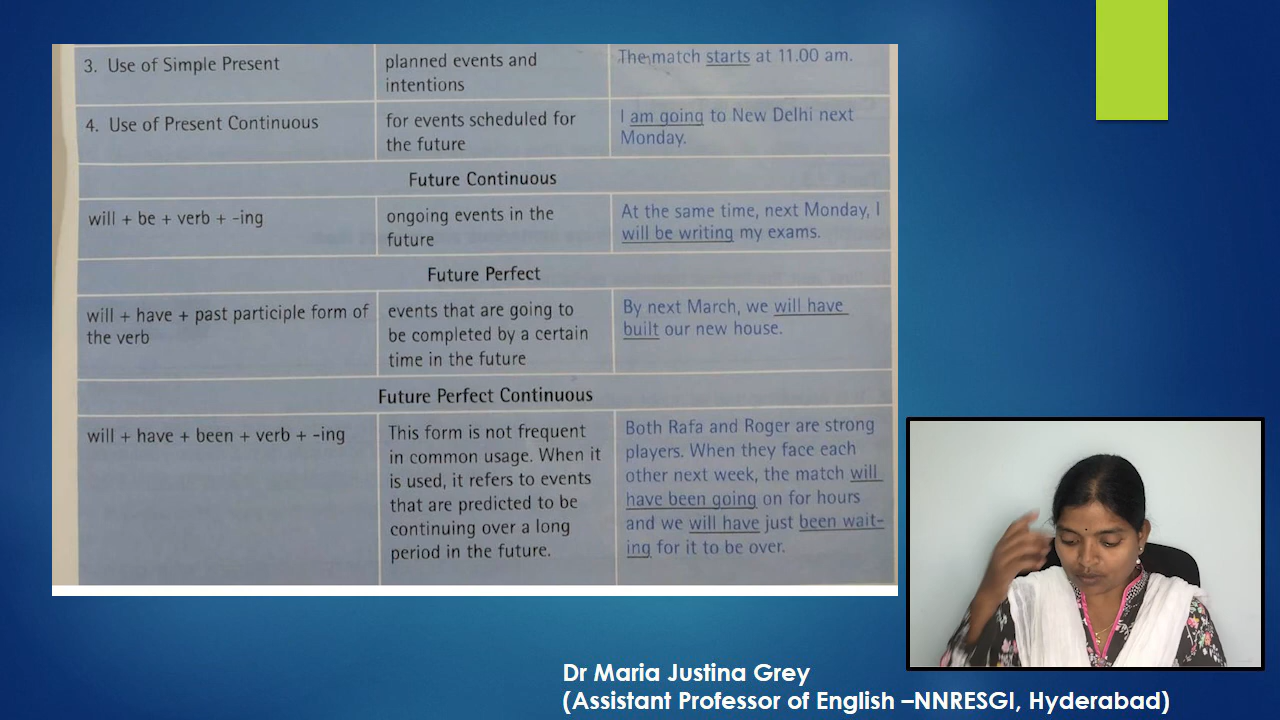 3. Use of Simple Present
planned events and
intentions
The match starts at 11.00 am.
4. Use of Present Continuous
for events scheduled for
the future
I am going to New Delhi next
Monday.
Future Continuous
will + be + verb + -ing
ongoing events in the
future
At the same time, next Monday, I
will be writing my exams.
Future Perfect
will + have + past participle form of
the verb
events that are going to
be completed by a certain
time in the future
By next March, we will have
built our new house.
Future Perfect Continuous
will + have + been + verb + -ing
This form is not frequent
in common usage. When it
is used, it refers to events
that are predicted to be
continuing over a long
period in the future.
Both Rafa and Roger are strong
players. When they face each
other next week, the match will
have been going on for hours
and we will have just been wait-
ing for it to be over.
Dr Maria Justina Grey
(Assistant Professor of English –NNRESGI, Hyderabad)